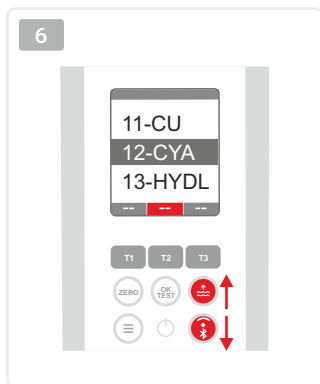 6
11-CU
12-CYA
13-HYDL
-- -- --
T1 T2 T3
ZERO OK TEST